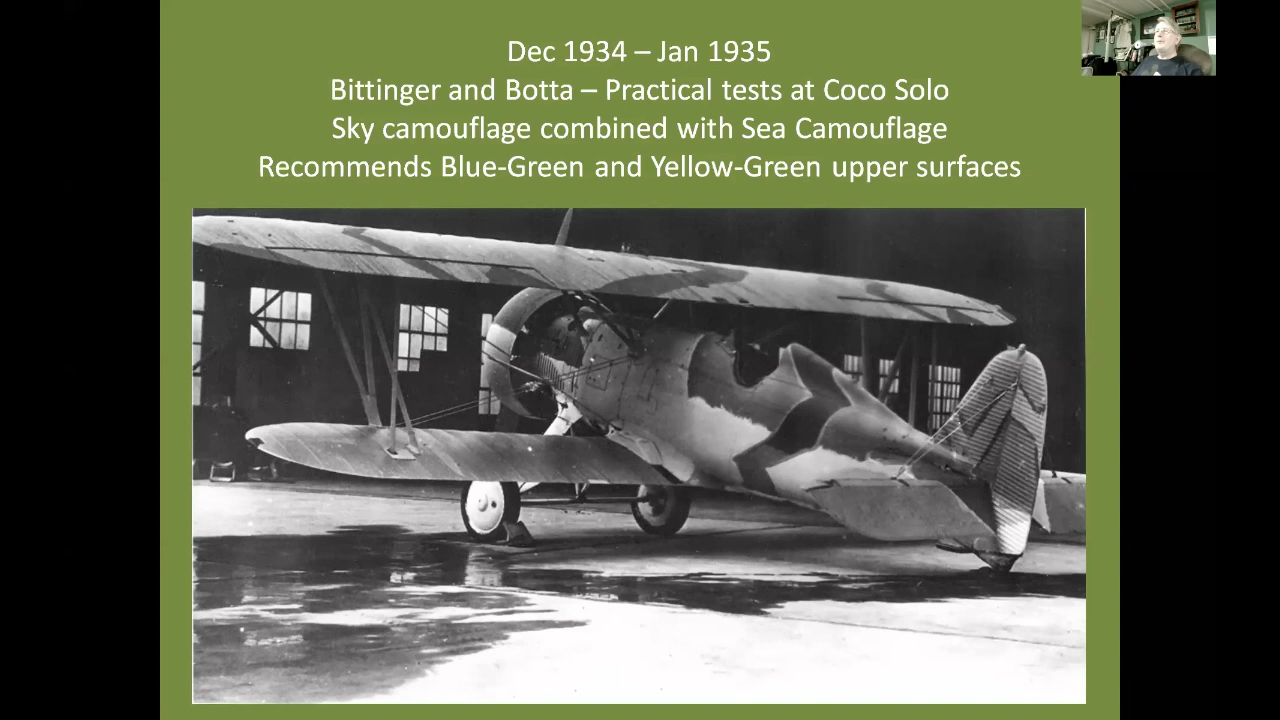 Dec 1934 – Jan 1935
Bittinger and Botta – Practical tests at Coco Solo
Sky camouflage combined with Sea Camouflage
Recommends Blue-Green and Yellow-Green upper surfaces